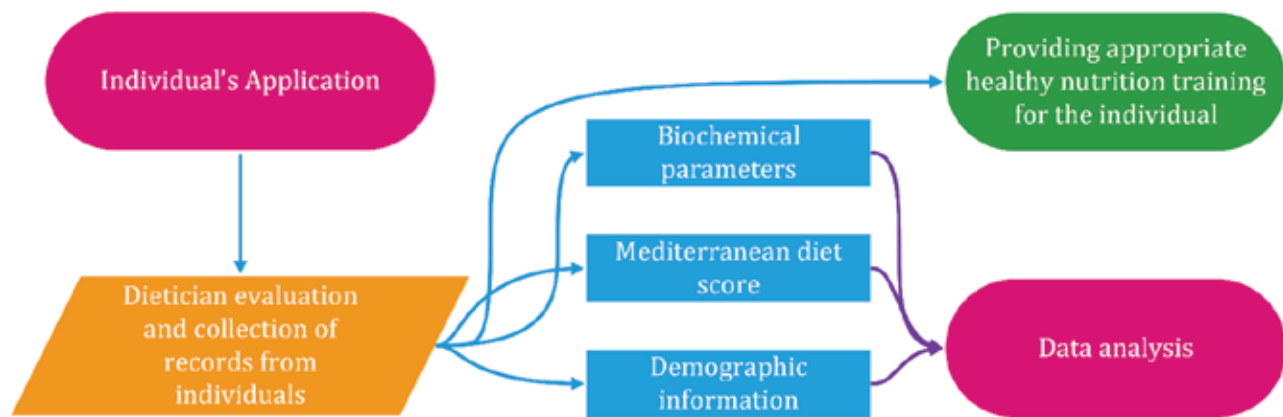 Individual's Application
Providing appropriate
healthy nutrition training
for the individual
Biochemical
parameters
Mediterranean diet
score
Dietician evaluation
and collection of
records from
individuals
Demographic
information
Data analysis